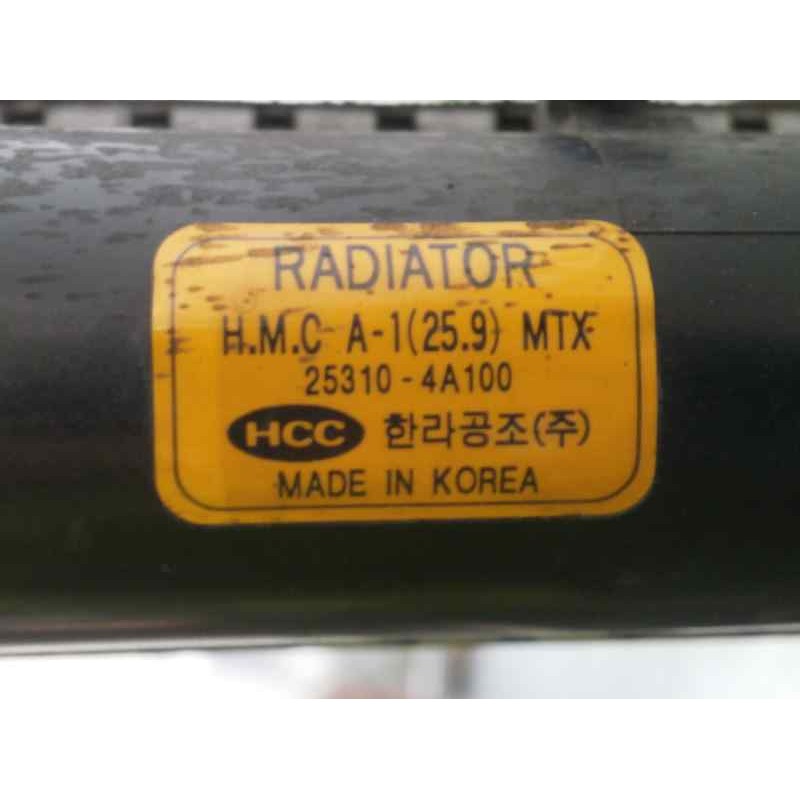 RADIATOR
H.M.C A-1(25.9) MTX
25310-4A100
HCC 한라공조(주)
MADE IN KOREA